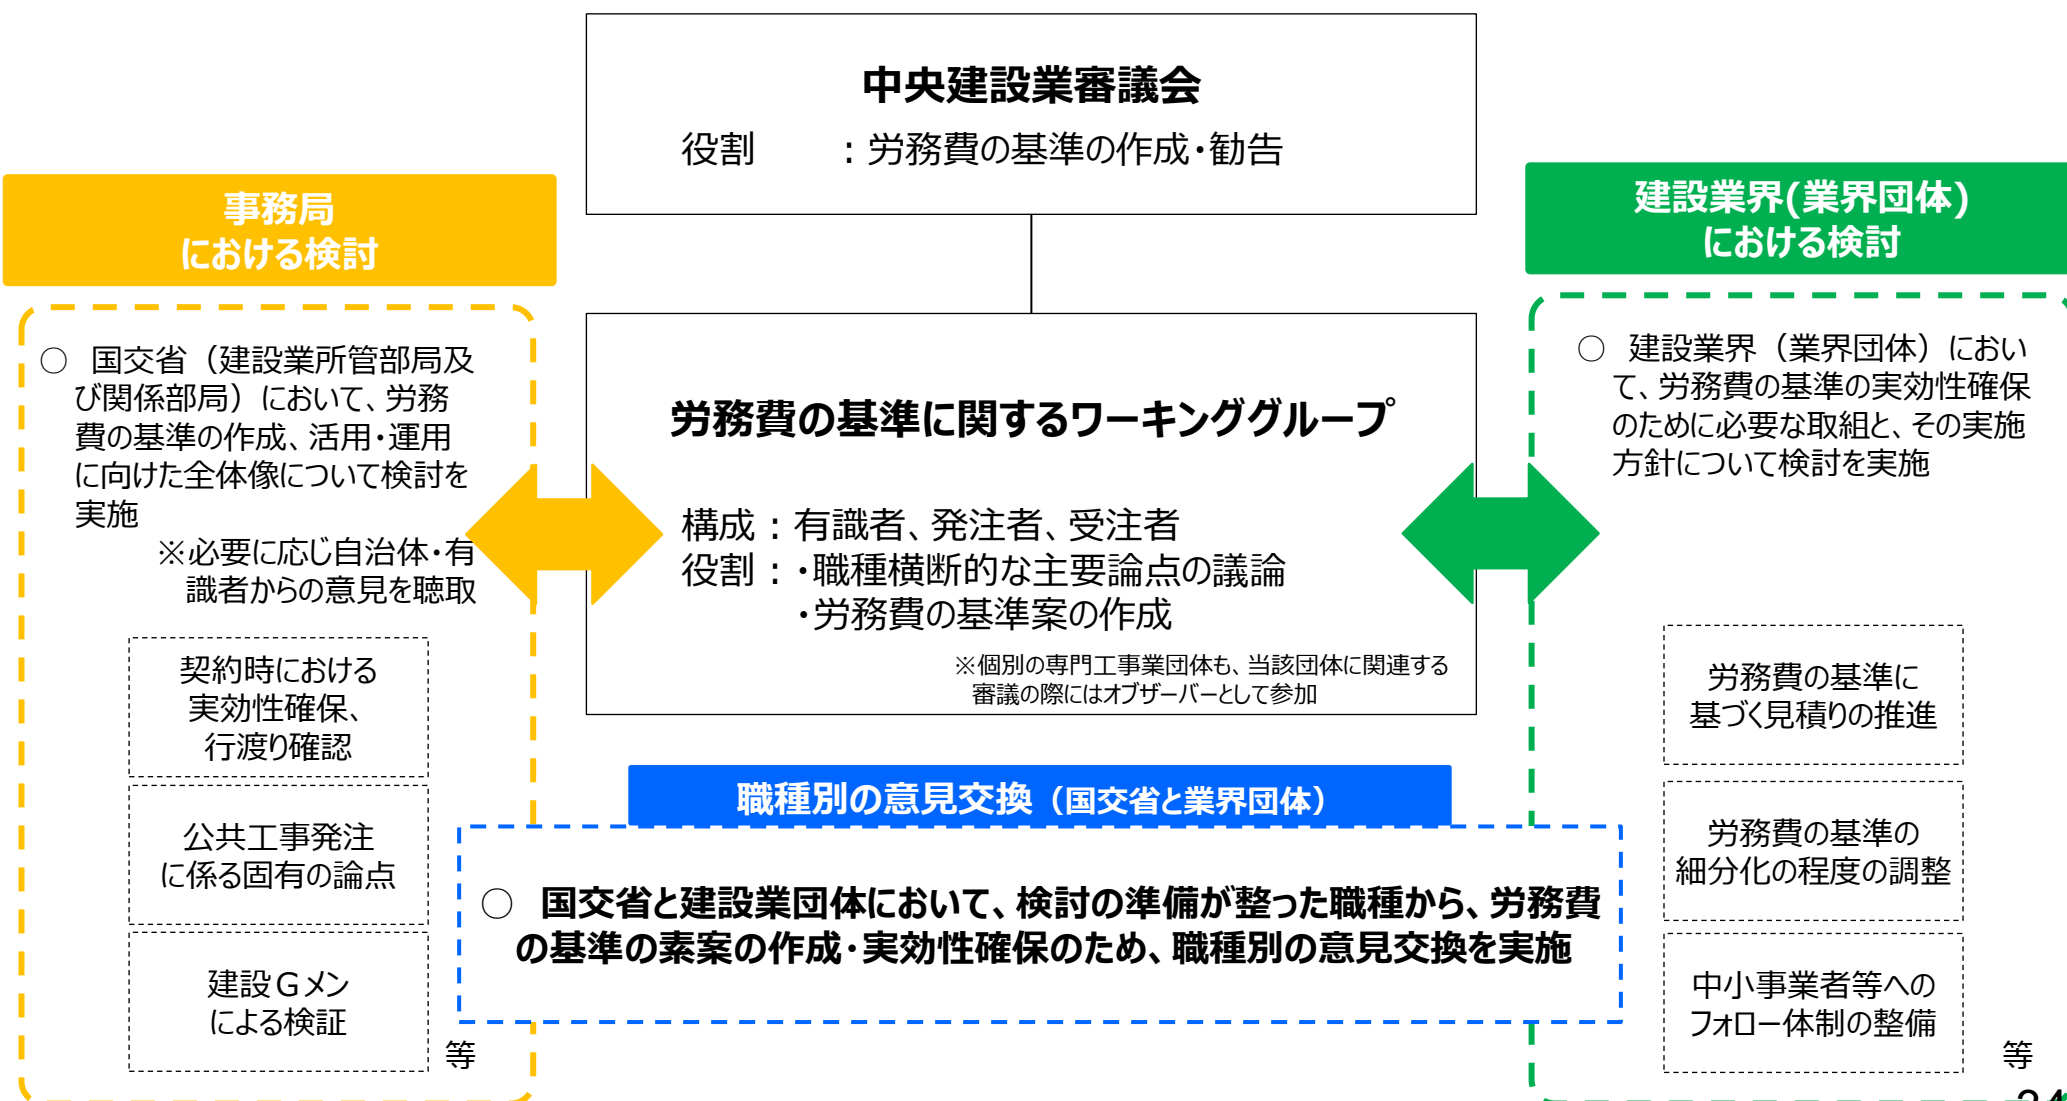 中央建設業審議会
役割　　：労務費の基準の作成・勧告
事務局
における検討
○ 国交省（建設業所管部局及
び関係部局）において、労務
費の基準の作成、活用・運用
に向けた全体像について検討を
実施
※必要に応じ自治体・有
識者からの意見を聴取
契約時における
実効性確保、
行渡り確認
公共工事発注
に係る固有の論点
建設Ｇメン
による検証
等
労務費の基準に関するワーキンググループ
構成：有識者、発注者、受注者
役割：・職種横断的な主要論点の議論
・労務費の基準案の作成
※個別の専門工事業団体も、当該団体に関連する
審議の際にはオブザーバーとして参加
職種別の意見交換（国交省と業界団体）
○ 国交省と建設業団体において、検討の準備が整った職種から、労務費
の基準の素案の作成・実効性確保のため、職種別の意見交換を実施
建設業界(業界団体)
における検討
○ 建設業界（業界団体）におい
て、労務費の基準の実効性確保
のために必要な取組と、その実施
方針について検討を実施
労務費の基準に
基づく見積りの推進
労務費の基準の
細分化の程度の調整
中小事業者等への
フォロー体制の整備
等